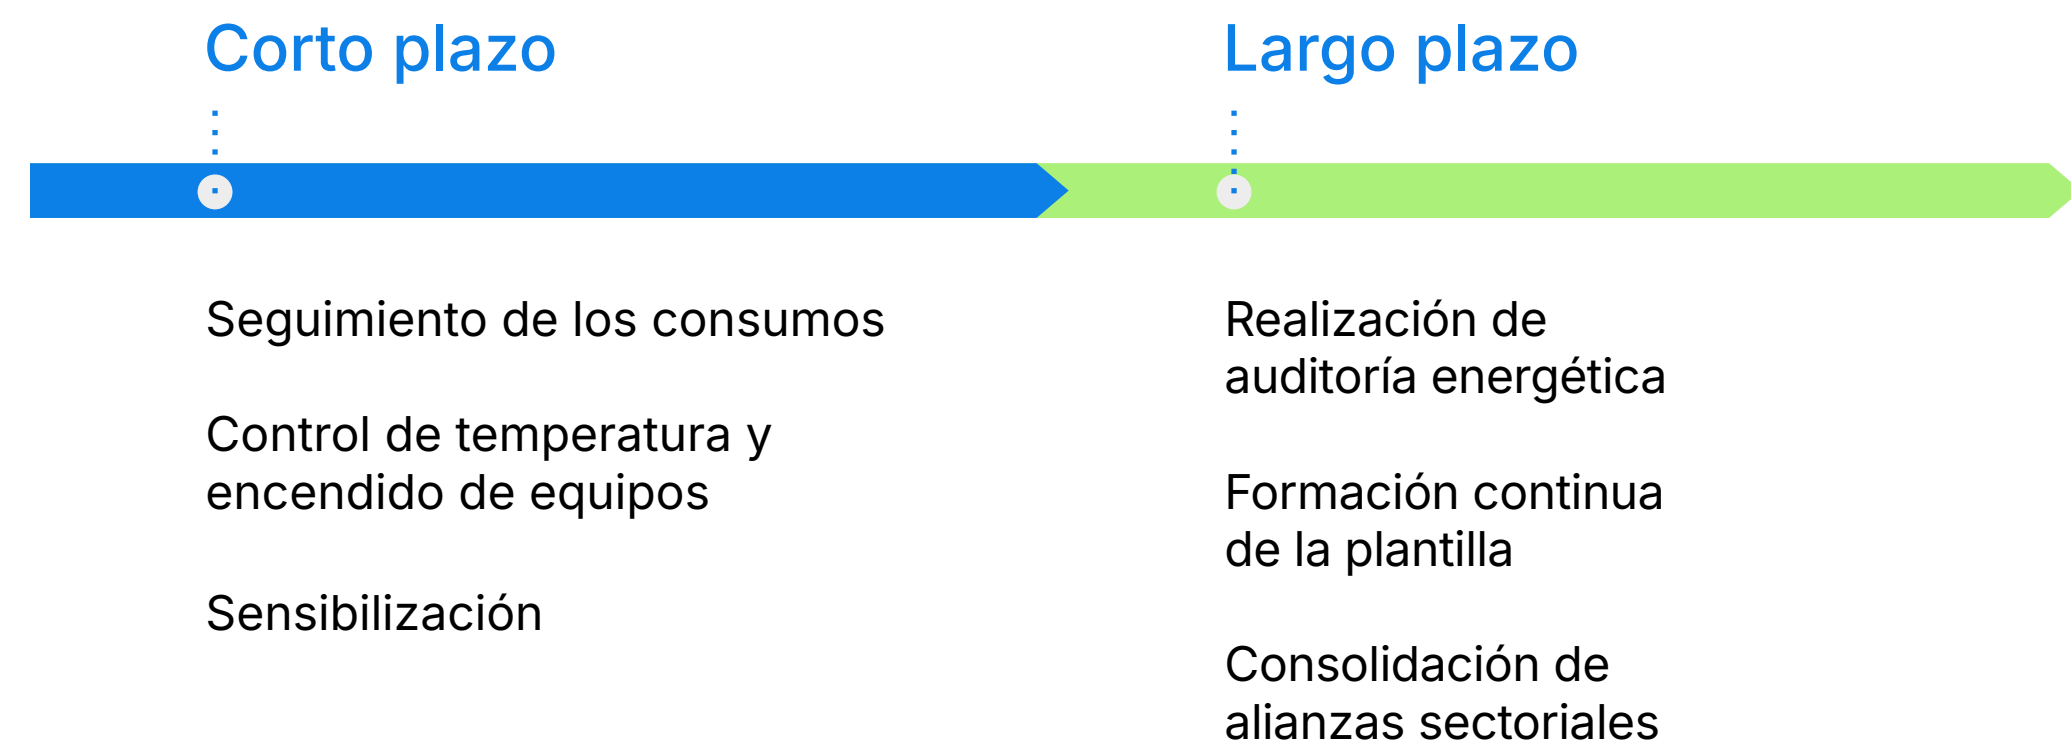 Corto plazo
Seguimiento de los consumos
Control de temperatura y
encendido de equipos
Sensibilización
Largo plazo
Realización de
auditoría energética
Formación continua
de la plantilla
Consolidación de
alianzas sectoriales